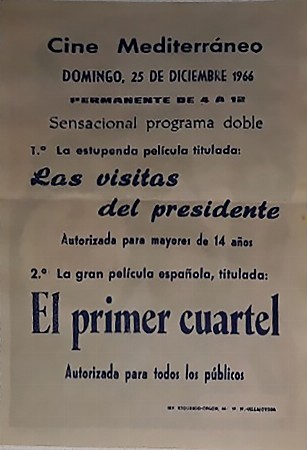 Cine Mediterráneo
DOMINGO, 25 DE DICIEMBRE 1966
PERMANENTE DE 4 A 12
Sensacional programa doble
1.º La estupenda película titulada:
Las visitas
del presidente
Autorizada para mayores de 14 años
2.º La gran película española, titulada:
El primer cuartel
Autorizada para todos los públicos